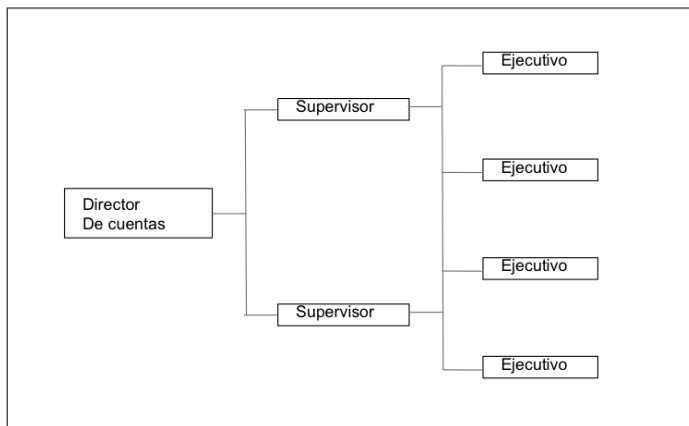 Ejecutivo
Supervisor
Ejecutivo
Director
De cuentas
Ejecutivo
Supervisor
Ejecutivo